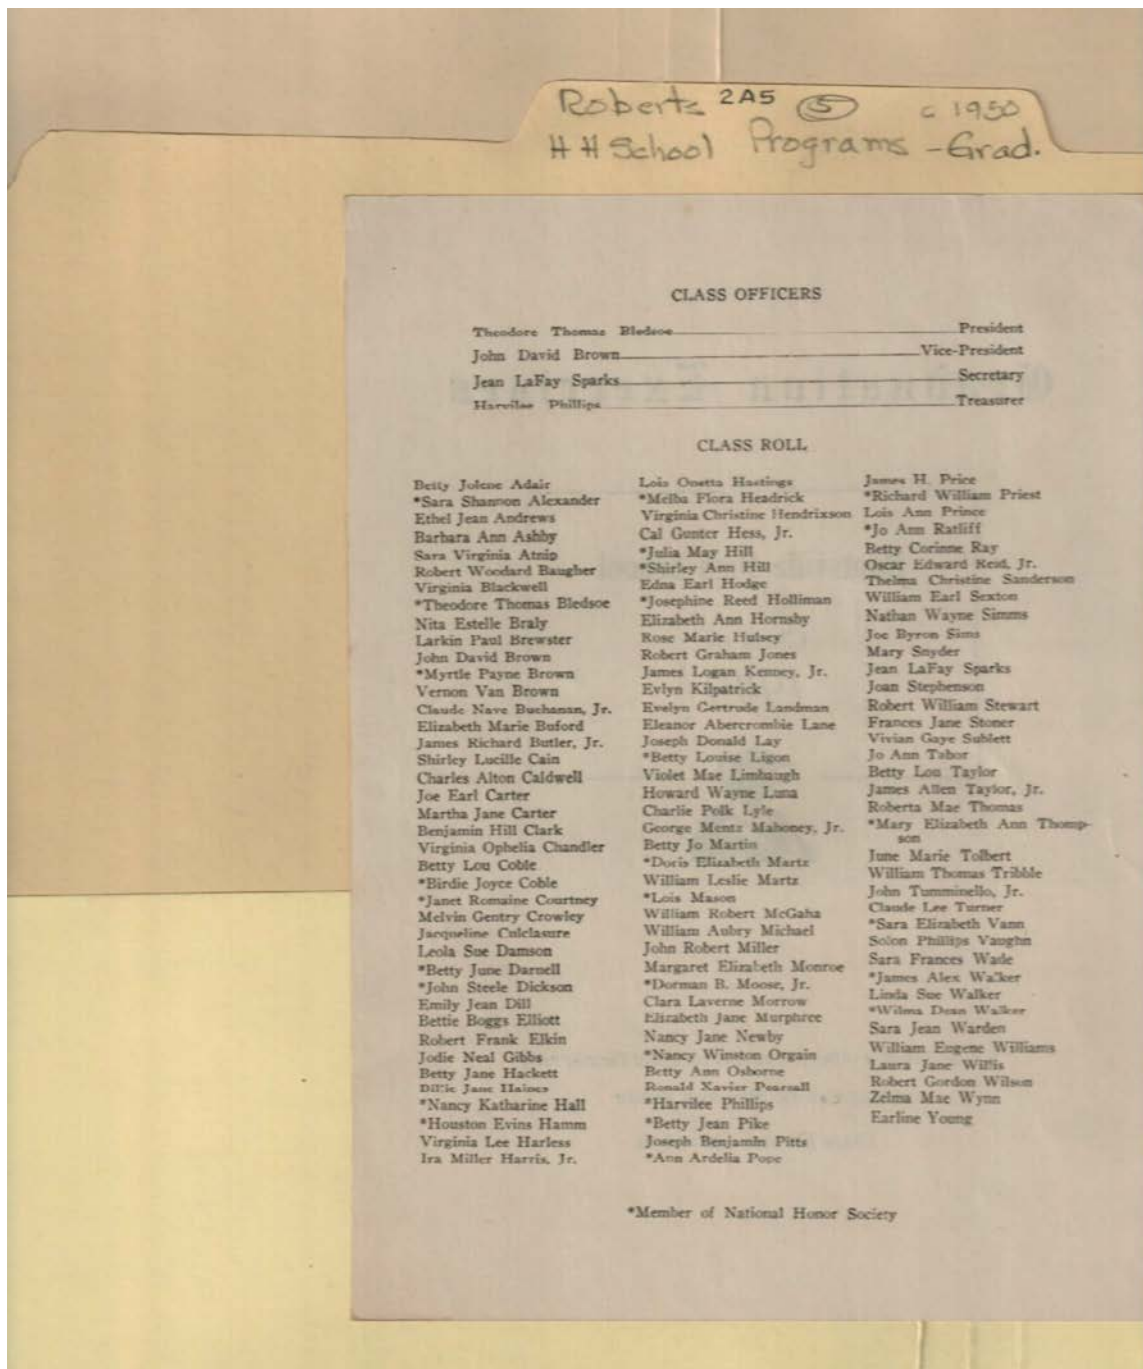 Roberts 2A5 5 c 1950
HH School Programs - Grad.
CLASS OFFICERS
Theodore Thomas Bledsoe President
John David Brown Vice-President
Jean LaFay Sparks Secretary
Harvilee Phillips Treasurer
CLASS ROLL
Betty Jolene Adair
*Sara Shannon Alexander
Ethel Jean Andrews
Barbara Ann Ashby
Sara Virginia Atnip
Robert Woodard Baugher
Virginia Blackwell
*Theodore Thomas Bledsoe
Nita Estelle Braly
Larkin Paul Brewster
John David Brown
*Myrtle Payne Brown
Vernon Van Brown
Claude Nave Buchanan, Jr.
Elizabeth Marie Buford
James Richard Butler, Jr.
Shirley Lucille Cain
Charles Alton Caldwell
Joe Earl Carter
Martha Jane Carter
Benjamin Hill Clark
Virginia Ophelia Chandler
Betty Lou Coble
*Birdie Joyce Coble
*Janet Romaine Courtney
Melvin Gentry Crowley
Jacqueline Culclasure
Leola Sue Damson
*Betty June Darnell
*John Steele Dickson
Emily Jean Dill
Bettie Boggs Elliott
Robert Frank Elkin
Jodie Neal Gibbs
Betty Jane Hackett
Billie Jane Haines
*Nancy Katharine Hall
*Houston Evins Hamm
Virginia Lee Harless
Ira Miller Harris, Jr.
Lois Onetta Hastings
*Melba Flora Headrick
Virginia Christine Hendrixson
Cal Gunter Hess, Jr.
*Julia May Hill
*Shirley Ann Hill
Edna Earl Hodge
*Josephine Reed Holliman
Elizabeth Ann Hornsby
Rose Marie Hulsey
Robert Graham Jones
James Logan Kenney, Jr.
Evlyn Kilpatrick
Evelyn Gertrude Landman
Eleanor Abercrombie Lane
Joseph Donald Lay
*Betty Louise Ligon
Violet Mae Limbaugh
Howard Wayne Luna
Charlie Polk Lyle
George Mentz Mahoney, Jr.
Betty Jo Martin
*Doris Elizabeth Martz
William Leslie Martz
*Lois Mason
William Robert McGaha
William Aubry Michael
John Robert Miller
Margaret Elizabeth Monroe
*Dorman B. Moose, Jr.
Clara Laverne Morrow
Elizabeth Jane Murphree
Nancy Jane Newby
*Nancy Winston Orgain
Betty Ann Osborne
Ronald Xavier Pearsall
*Harvilee Phillips
*Betty Jean Pike
Joseph Benjamin Pitts
*Ann Ardelia Pope
James H. Price
*Richard William Priest
Lois Ann Prince
*Jo Ann Ratliff
Betty Corinne Ray
Oscar Edward Reid, Jr.
Thelma Christine Sanderson
William Earl Sexton
Nathan Wayne Simms
Joe Byron Sims
Mary Snyder
Jean LaFay Sparks
Joan Stephenson
Robert William Stewart
Frances Jane Stoner
Vivian Gaye Sublett
Jo Ann Tabor
Betty Lou Taylor
James Allen Taylor, Jr.
Roberta Mae Thomas
*Mary Elizabeth Ann Thomp-
son
June Marie Tolbert
William Thomas Tribble
John Tumminello, Jr.
Claude Lee Turner
*Sara Elizabeth Vann
Solon Phillips Vaughn
Sara Frances Wade
*James Alex Walker
Linda Sue Walker
*Wilma Dean Walker
Sara Jean Warden
William Eugene Williams
Laura Jane Willis
Robert Gordon Wilson
Zelma Mae Wynn
Earline Young
*Member of National Honor Society